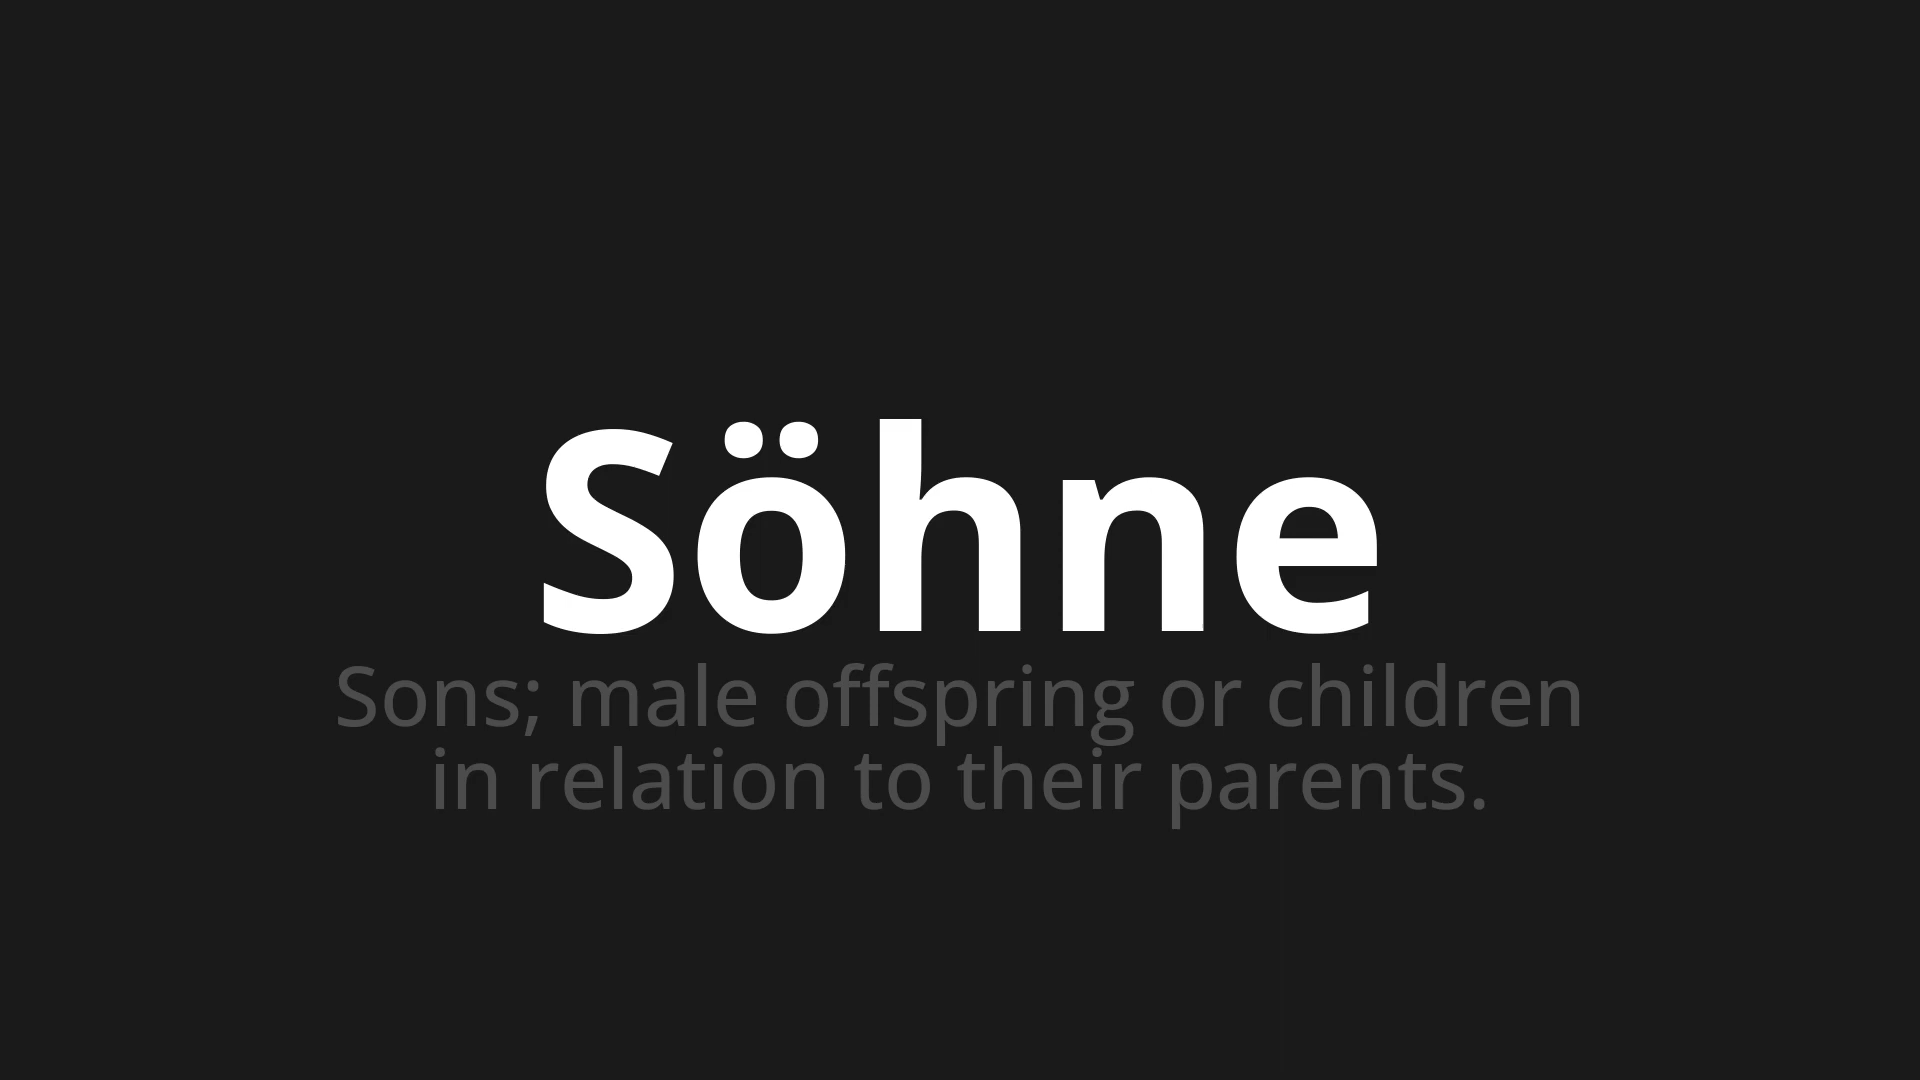 Söhne
Sons; male offspring or children
in relation to their parents.